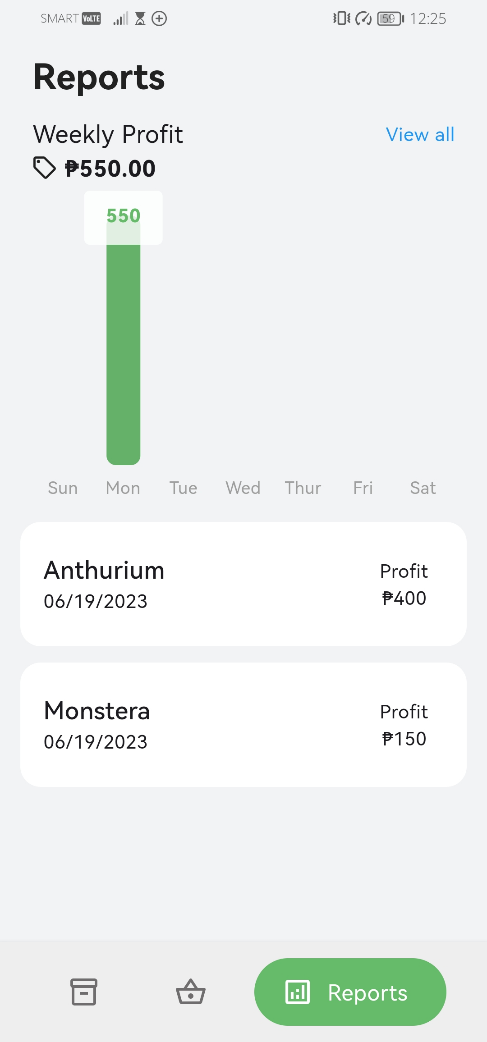 SMART VoLTE 59 12:25
Reports
Weekly Profit View all
₱550.00
550
Sun Mon Tue Wed Thur Fri Sat
Anthurium Profit
06/19/2023 ₱400
Monstera Profit
06/19/2023 ₱150
Reports